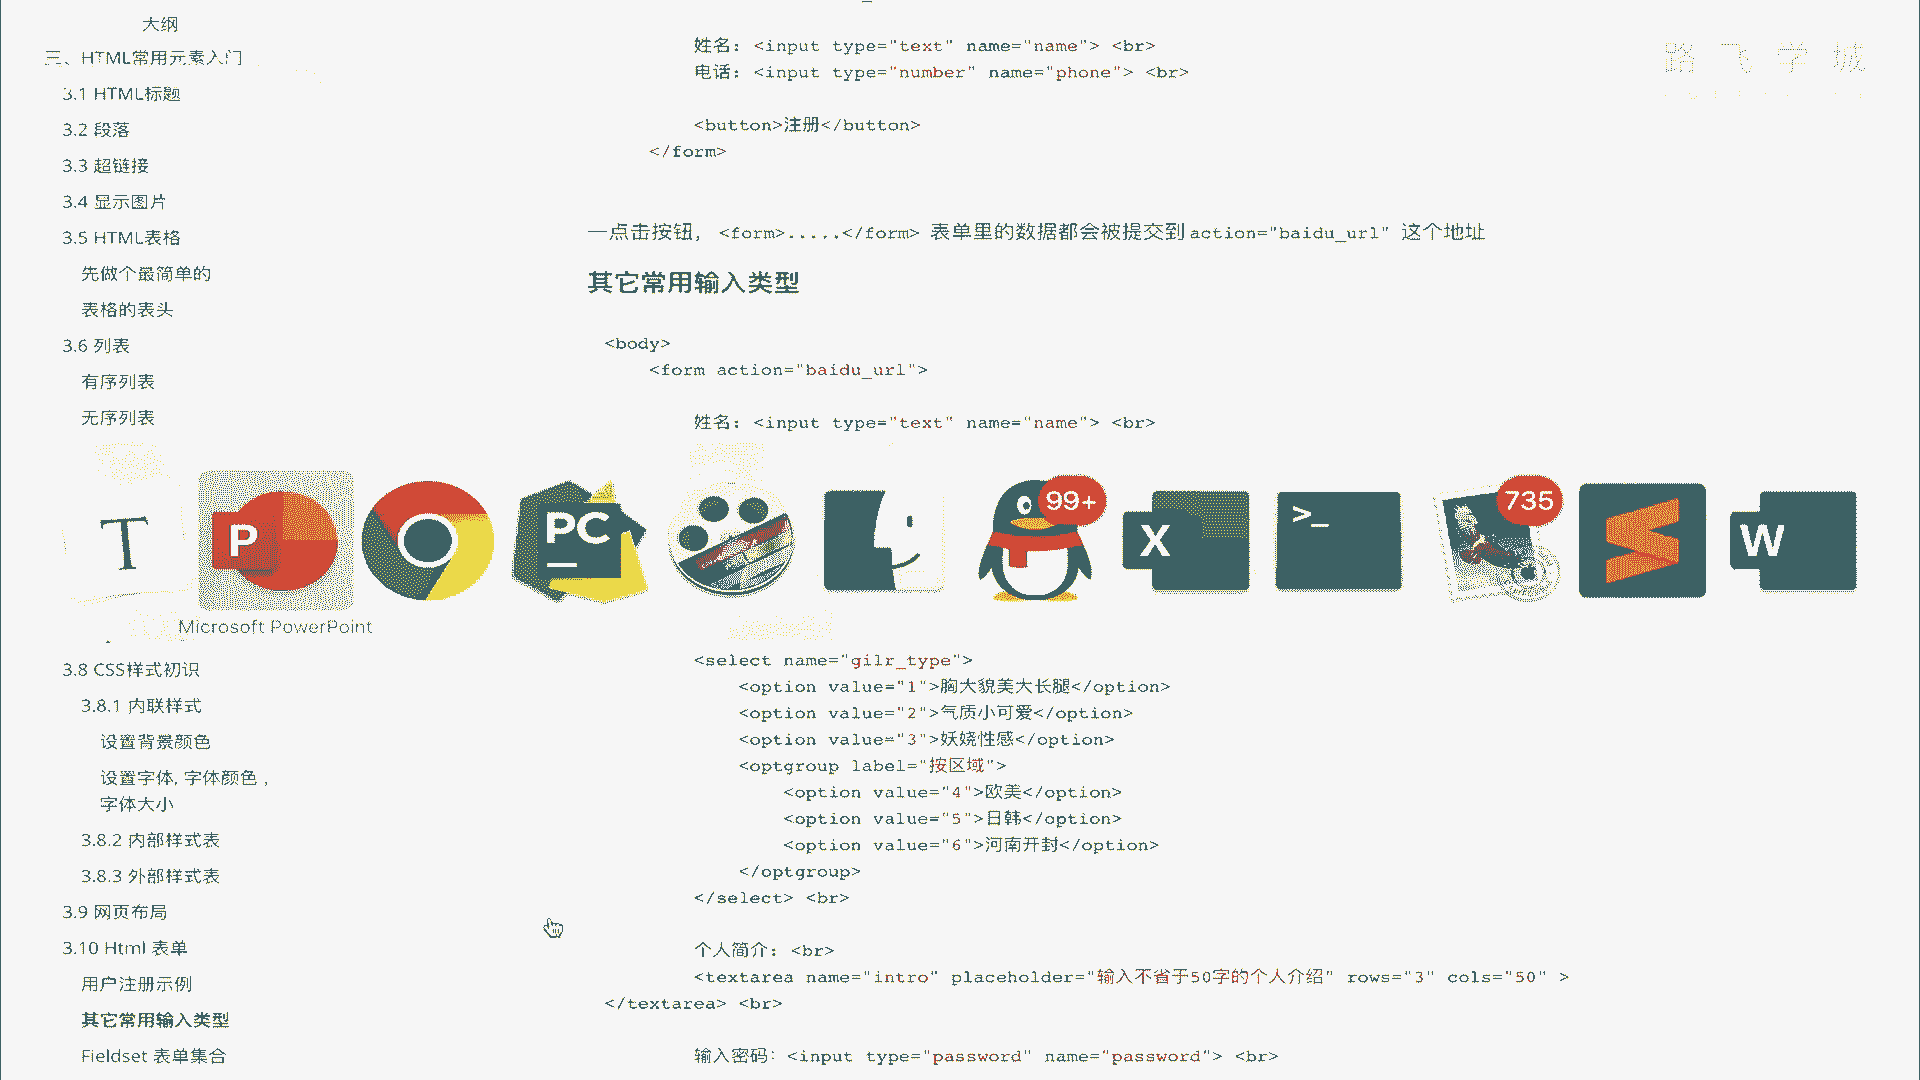 大纲
三、HTML常用元素入门
3.1 HTML标题
3.2 段落
3.3 超链接
3.4 显示图片
3.5 HTML表格
先做个最简单的
表格的表头
3.6 列表
有序列表
无序列表
3.8 CSS样式初识
3.8.1 内联样式
设置背景颜色
设置字体, 字体颜色 ,
字体大小
3.8.2 内部样式表
3.8.3 外部样式表
3.9 网页布局
3.10 Html 表单
用户注册示例
其它常用输入类型
Fieldset 表单集合
姓名：<input type="text" name="name"> <br>
电话：<input type="number" name="phone"> <br>
<button>注册</button>
</form>
一点击按钮， <form>.....</form> 表单里的数据都会被提交到action="baidu_url" 这个地址
其它常用输入类型
<body>
<form action="baidu_url">
姓名：<input type="text" name="name"> <br>
T
P
PC
99+
X
>_
735
W
Microsoft PowerPoint
<select name="gilr_type">
<option value="1">胸大貌美大长腿</option>
<option value="2">气质小可爱</option>
<option value="3">妖娆性感</option>
<optgroup label="按区域">
<option value="4">欧美</option>
<option value="5">日韩</option>
<option value="6">河南开封</option>
</optgroup>
</select> <br>
个人简介：<br>
<textarea name="intro" placeholder="输入不省于50字的个人介绍" rows="3" cols="50" >
</textarea> <br>
输入密码：<input type="password" name="password"> <br>
路飞学城